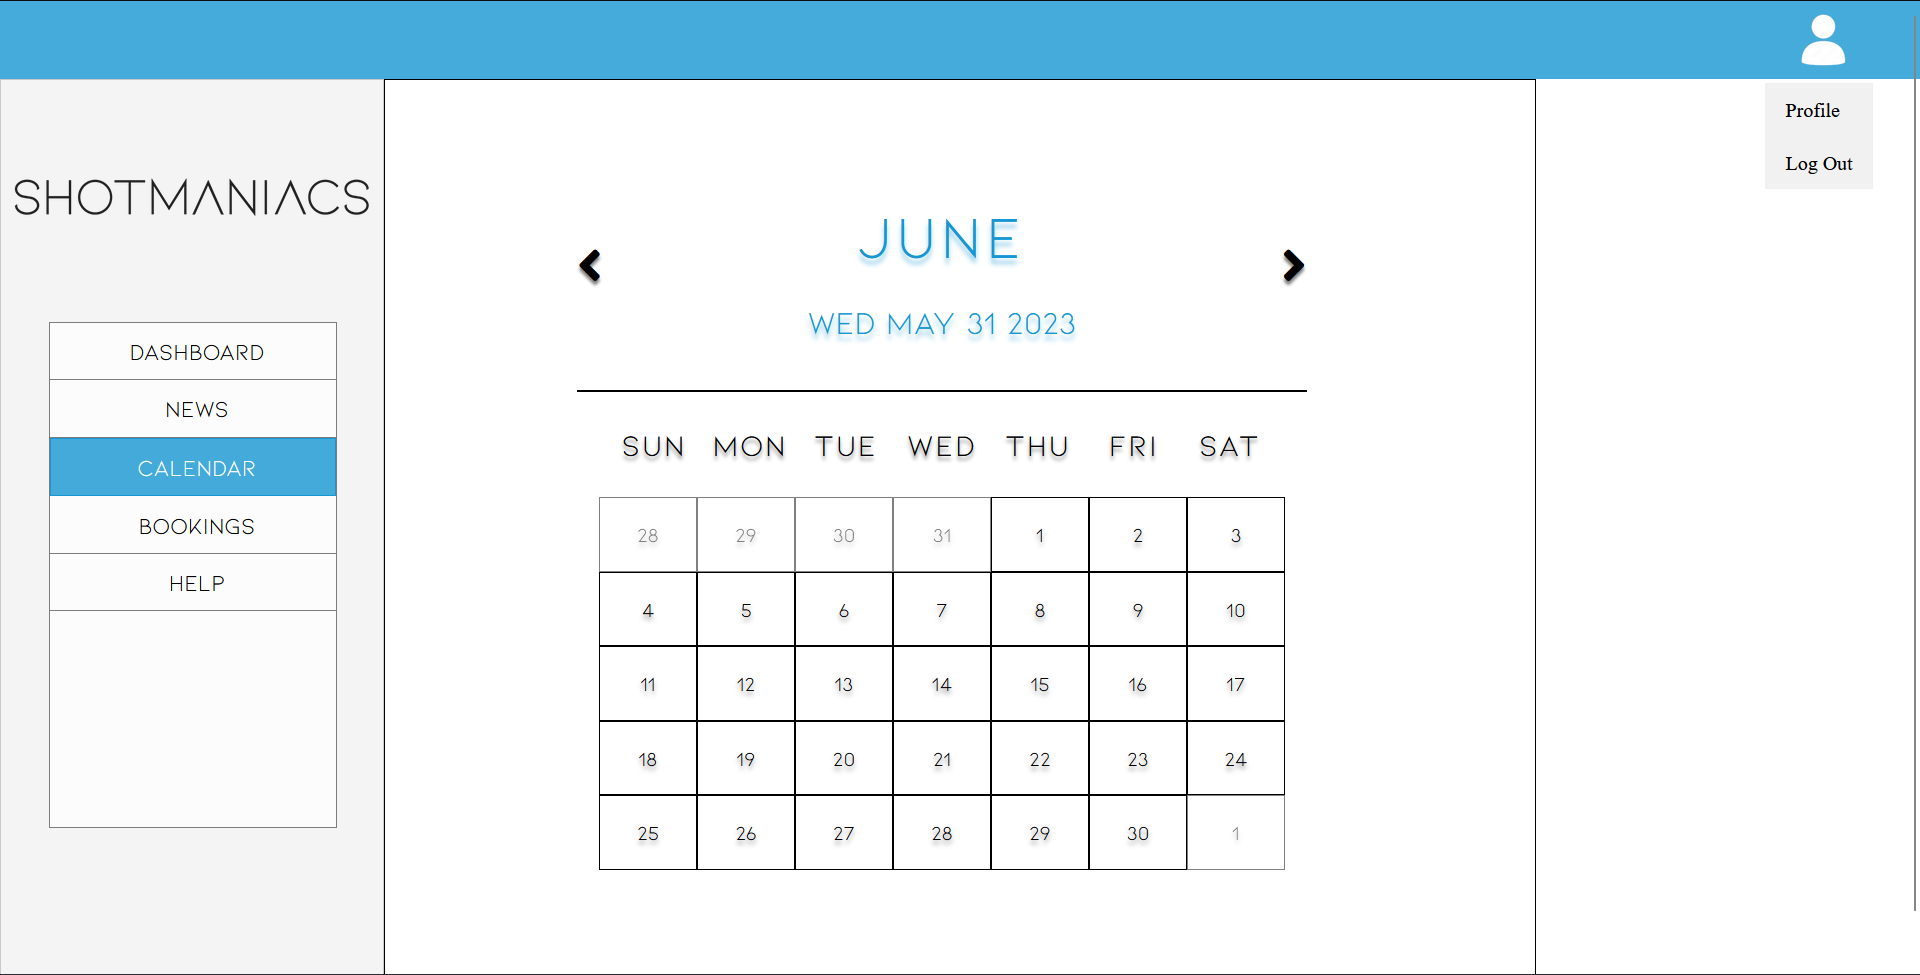 Profile
Log Out
SHOTMANIACS
DASHBOARD
NEWS
CALENDAR
BOOKINGS
HELP
JUNE
WED MAY 31 2023
SUN MON TUE WED THU FRI SAT
28 29 30 31 1 2 3
4 5 6 7 8 9 10
11 12 13 14 15 16 17
18 19 20 21 22 23 24
25 26 27 28 29 30 1